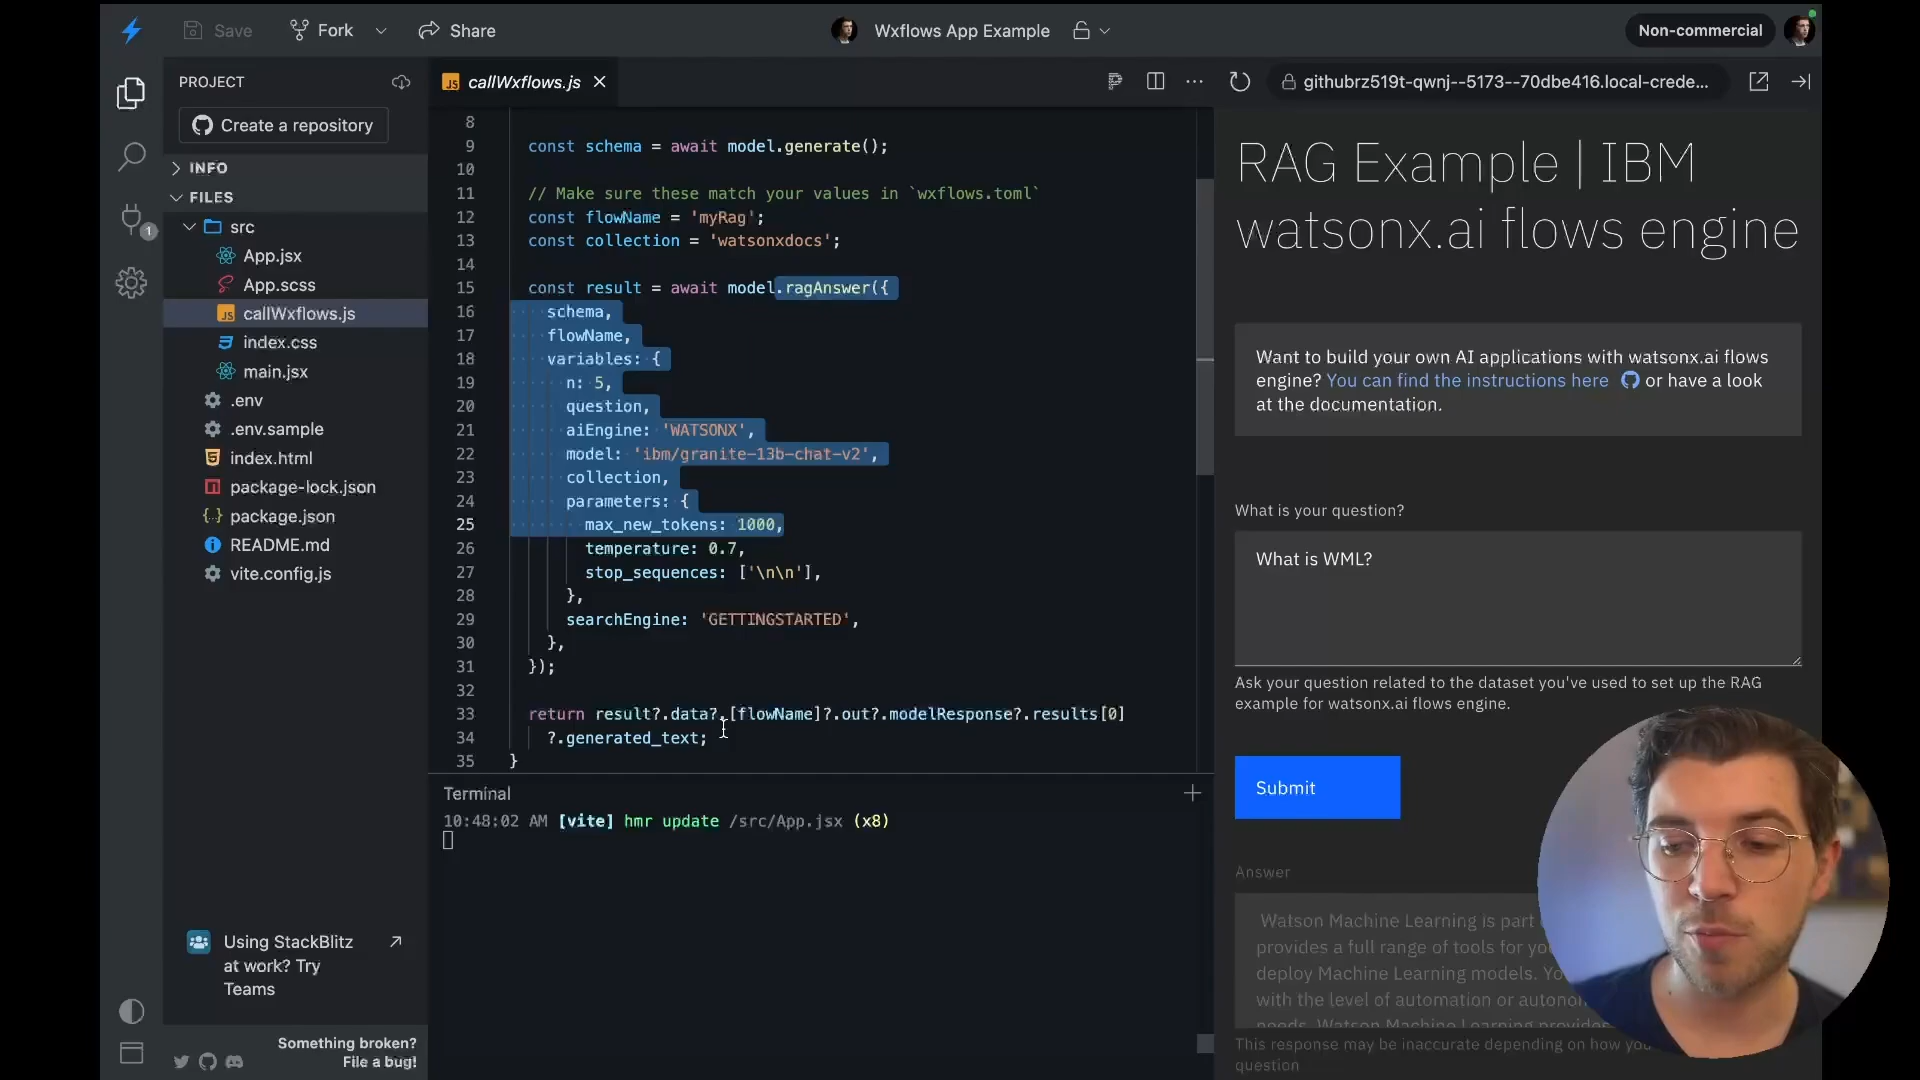 Save
Fork
Share
Wxflows App Example
Non-commercial
PROJECT
Create a repository
INFO
FILES
src
App.jsx
App.scss
callWxflows.js
index.css
main.jsx
.env
.env.sample
index.html
package-lock.json
package.json
README.md
vite.config.js
1
Using StackBlitz
at work? Try
Teams
Something broken?
File a bug!
JS callWxflows.js
8
9 const schema = await model.generate();
10
11 // Make sure these match your values in `wxflows.toml`
12 const flowName = 'myRag';
13 const collection = 'watsonxdocs';
14
15 const result = await model.ragAnswer({
16 schema,
17 flowName,
18 variables: {
19 n: 5,
20 question,
21 aiEngine: 'WATSONX',
22 model: 'ibm/granite-13b-chat-v2',
23 collection,
24 parameters: {
25 max_new_tokens: 1000,
26 temperature: 0.7,
27 stop_sequences: ['\n\n'],
28 },
29 searchEngine: 'GETTINGSTARTED',
30 },
31 });
32
33 return result?.data?.[flowName]?.out?.modelResponse?.results[0]
34 ?.generated_text;
35 }
Terminal
10:48:02 AM [vite] hmr update /src/App.jsx (x8)
githubrz519t-qwnj--5173--70dbe416.local-crede...
RAG Example | IBM
watsonx.ai flows engine
Want to build your own AI applications with watsonx.ai flows
engine? You can find the instructions here or have a look
at the documentation.
What is your question?
What is WML?
Ask your question related to the dataset you've used to set up the RAG
example for watsonx.ai flows engine.
Submit
Answer
Watson Machine Learning is part
provides a full range of tools for
deploy Machine Learning models.
with the level of automation or
needs. Watson Machine Learning provides
This response may be inaccurate depending on how
question